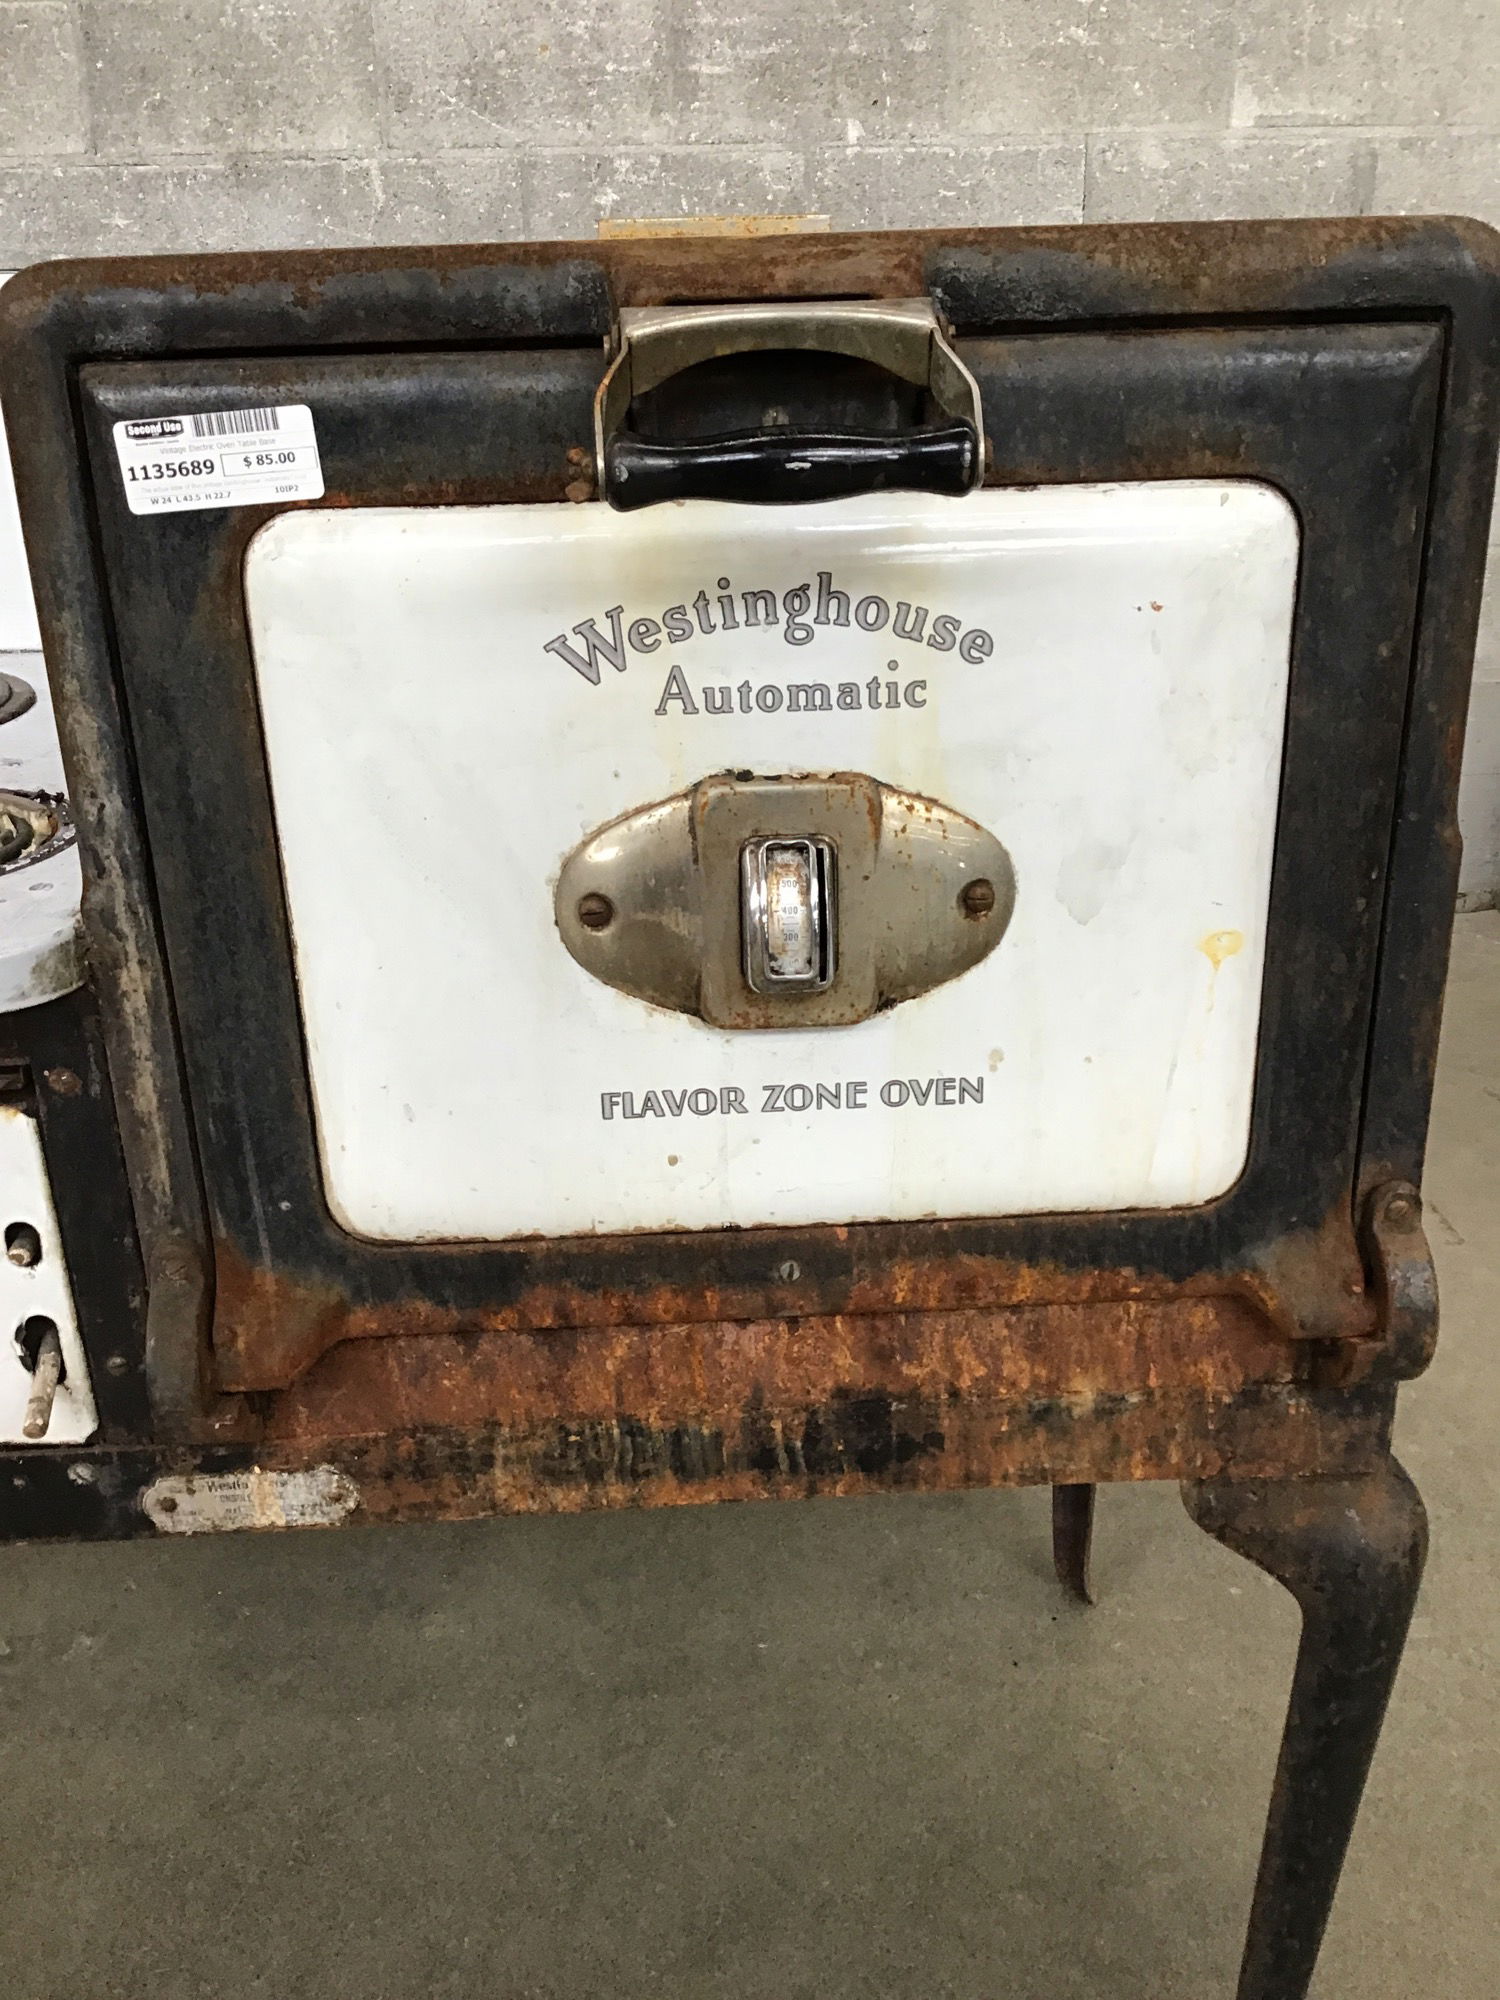 Second Use
Vintage Electric Oven Table Base
1135689
$ 85.00
W 24 L 43.5 H 22.7
10IP2
Westinghouse
Automatic
500
400
300
FLAVOR ZONE OVEN